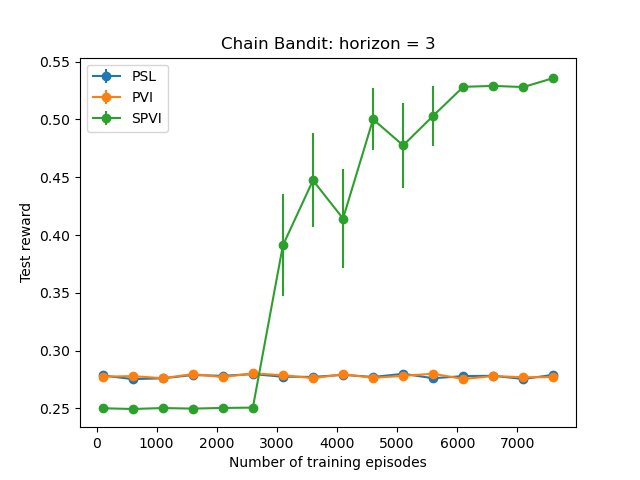 Chain Bandit: horizon = 3
PSL
PVI
SPVI
Test reward
0.55
0.50
0.45
0.40
0.35
0.30
0.25
0 1000 2000 3000 4000 5000 6000 7000
Number of training episodes